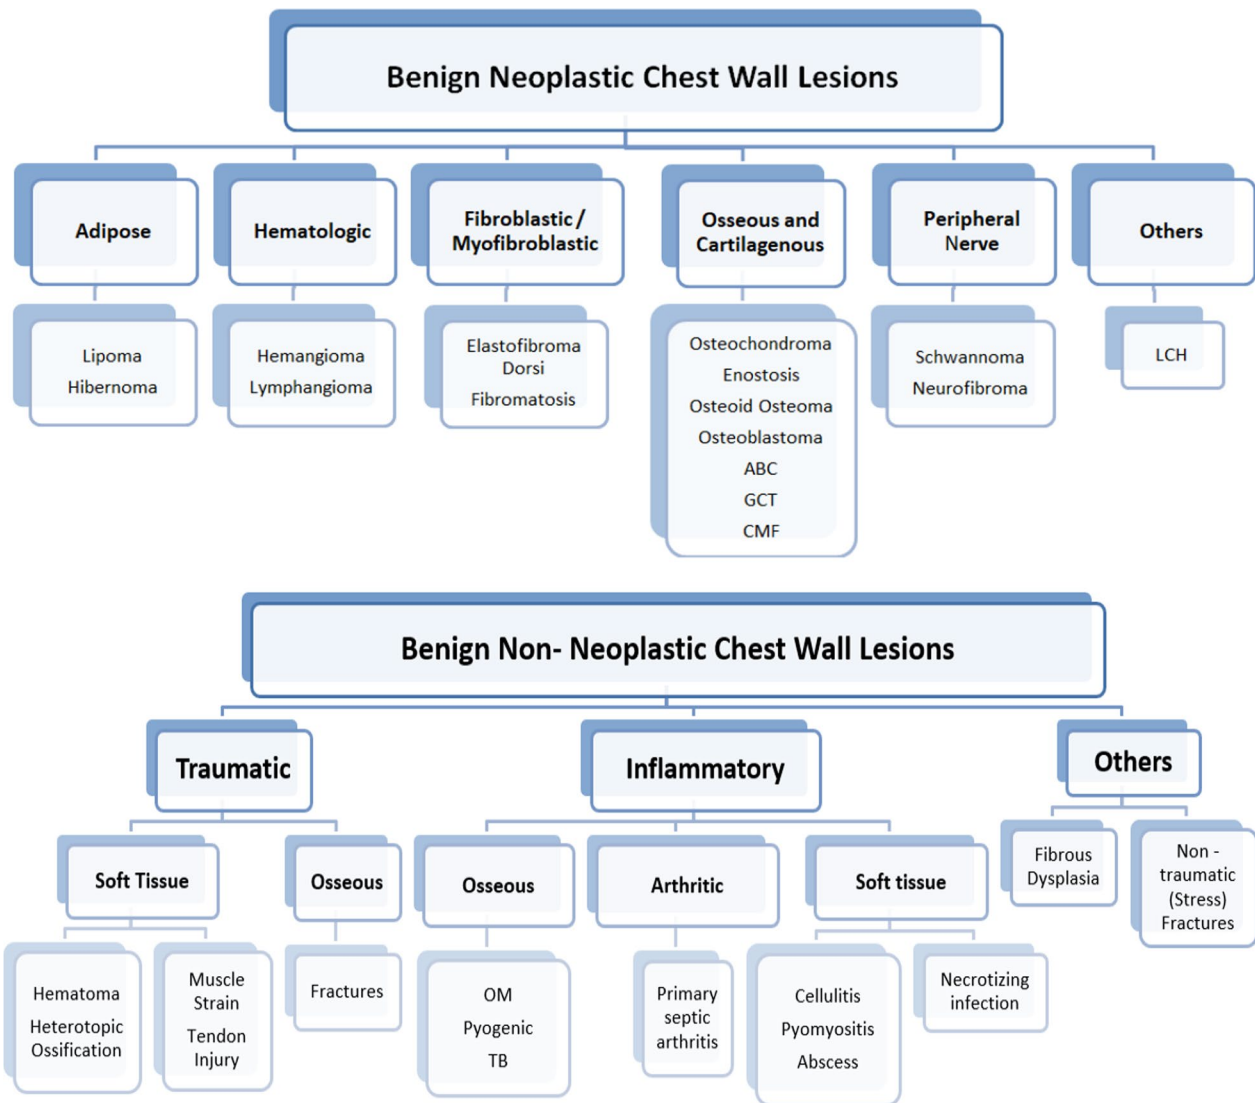 Benign Neoplastic Chest Wall Lesions
Adipose
Hematologic
Fibroblastic /
Myofibroblastic
Osseous and
Cartilagenous
Peripheral
Nerve
Others
Lipoma
Hibernoma
Hemangioma
Lymphangioma
Elastofibroma
Dorsi
Fibromatosis
Osteochondroma
Enostosis
Osteoid Osteoma
Osteoblastoma
ABC
GCT
CMF
Schwannoma
Neurofibroma
LCH
Benign Non- Neoplastic Chest Wall Lesions
Traumatic
Inflammatory
Others
Soft Tissue
Osseous
Osseous
Arthritic
Soft tissue
Fibrous
Dysplasia
Non -
traumatic
(Stress)
Fractures
Hematoma
Heterotopic
Ossification
Muscle
Strain
Tendon
Injury
Fractures
OM
Pyogenic
TB
Primary
septic
arthritis
Cellulitis
Pyomyositis
Abscess
Necrotizing
infection